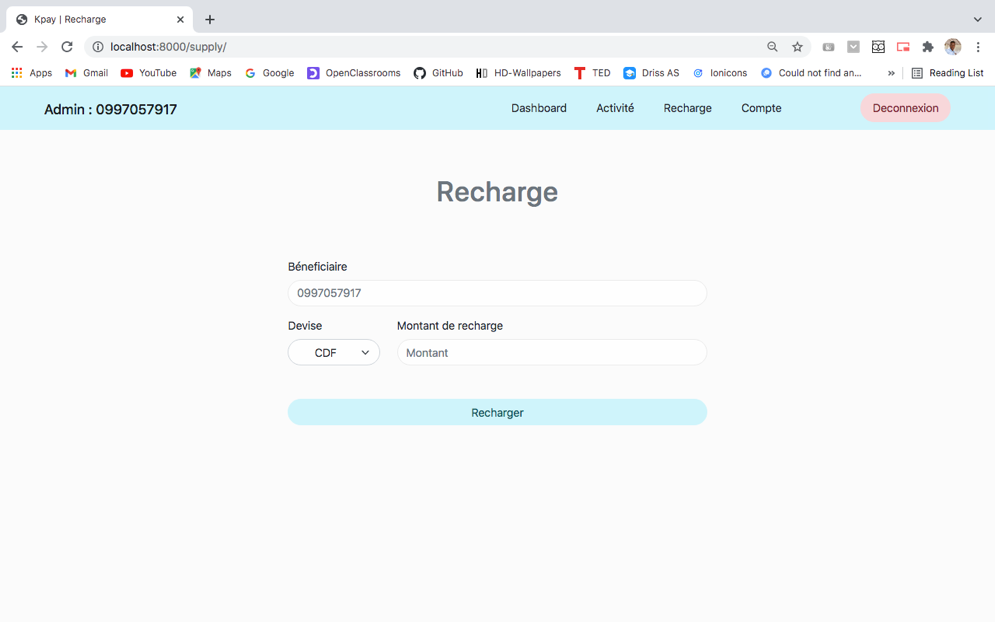 Kpay | Recharge
localhost:8000/supply/
Apps Gmail YouTube Maps Google OpenClassrooms GitHub HD-Wallpapers TED Driss AS Ionicons Could not find an... » Reading List
Admin : 0997057917 Dashboard Activité Recharge Compte Deconnexion
Recharge
Béneficiaire
0997057917
Devise Montant de recharge
CDF Montant
Recharger